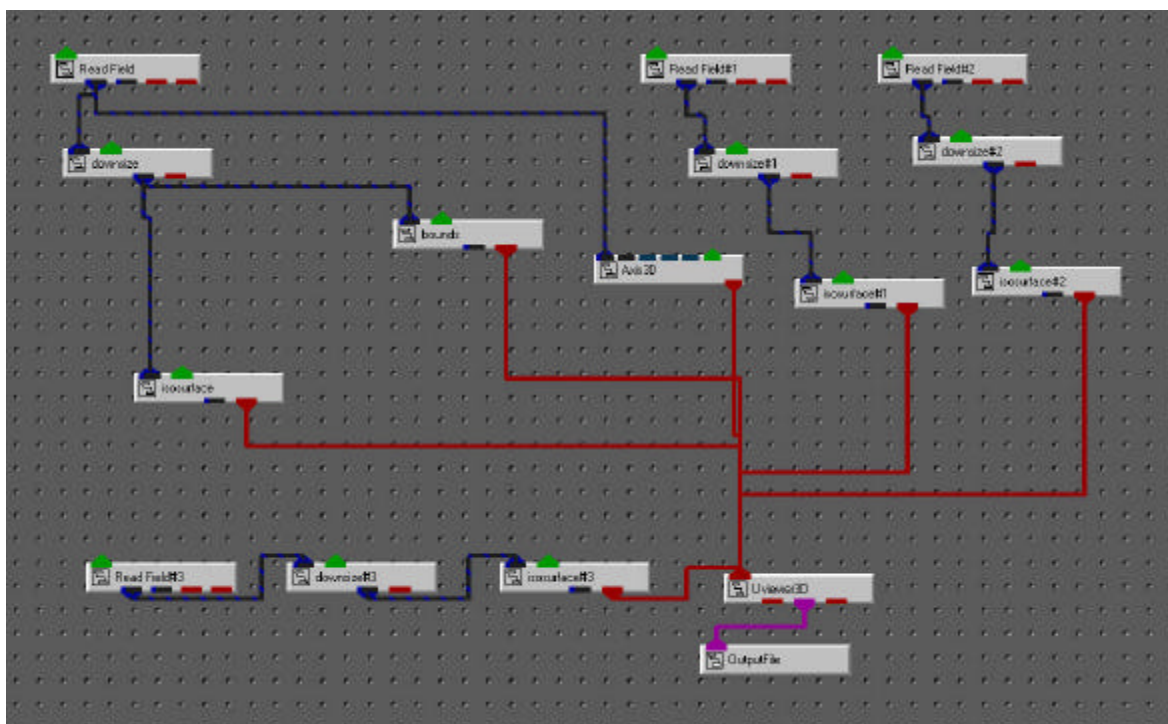 Read Field
Read Field#1
Read Field#2
downsize
downsize#1
downsize#2
bounds
Axis3D
isosurface#1
isosurface#2
isosurface
Read Field#3
downsize#3
isosurface#3
Uviewer3D
OutputFile